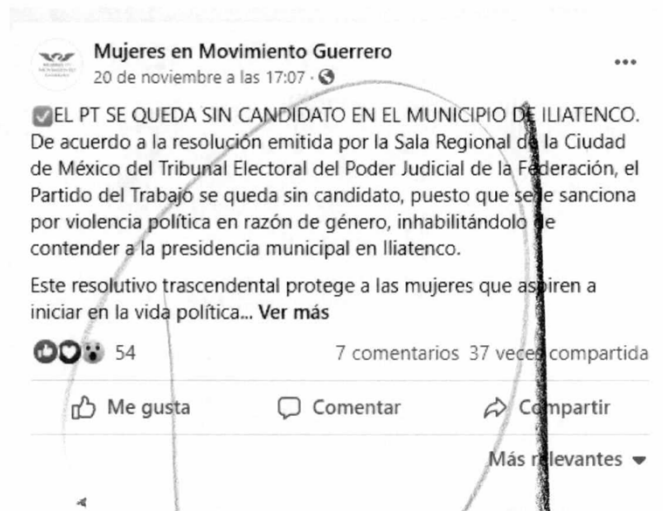 Mujeres en Movimiento Guerrero
20 de noviembre a las 17:07 ·
EL PT SE QUEDA SIN CANDIDATO EN EL MUNICIPIO DE ILIATENCO.
De acuerdo a la resolución emitida por la Sala Regional de la Ciudad
de México del Tribunal Electoral del Poder Judicial de la Federación, el
Partido del Trabajo se queda sin candidato, puesto que se le sanciona
por violencia política en razón de género, inhabilitándolo de
contender a la presidencia municipal en Iliatenco.
Este resolutivo trascendental protege a las mujeres que aspiren a
iniciar en la vida política... Ver más
54 7 comentarios 37 veces compartida
Me gusta Comentar Compartir
Más relevantes